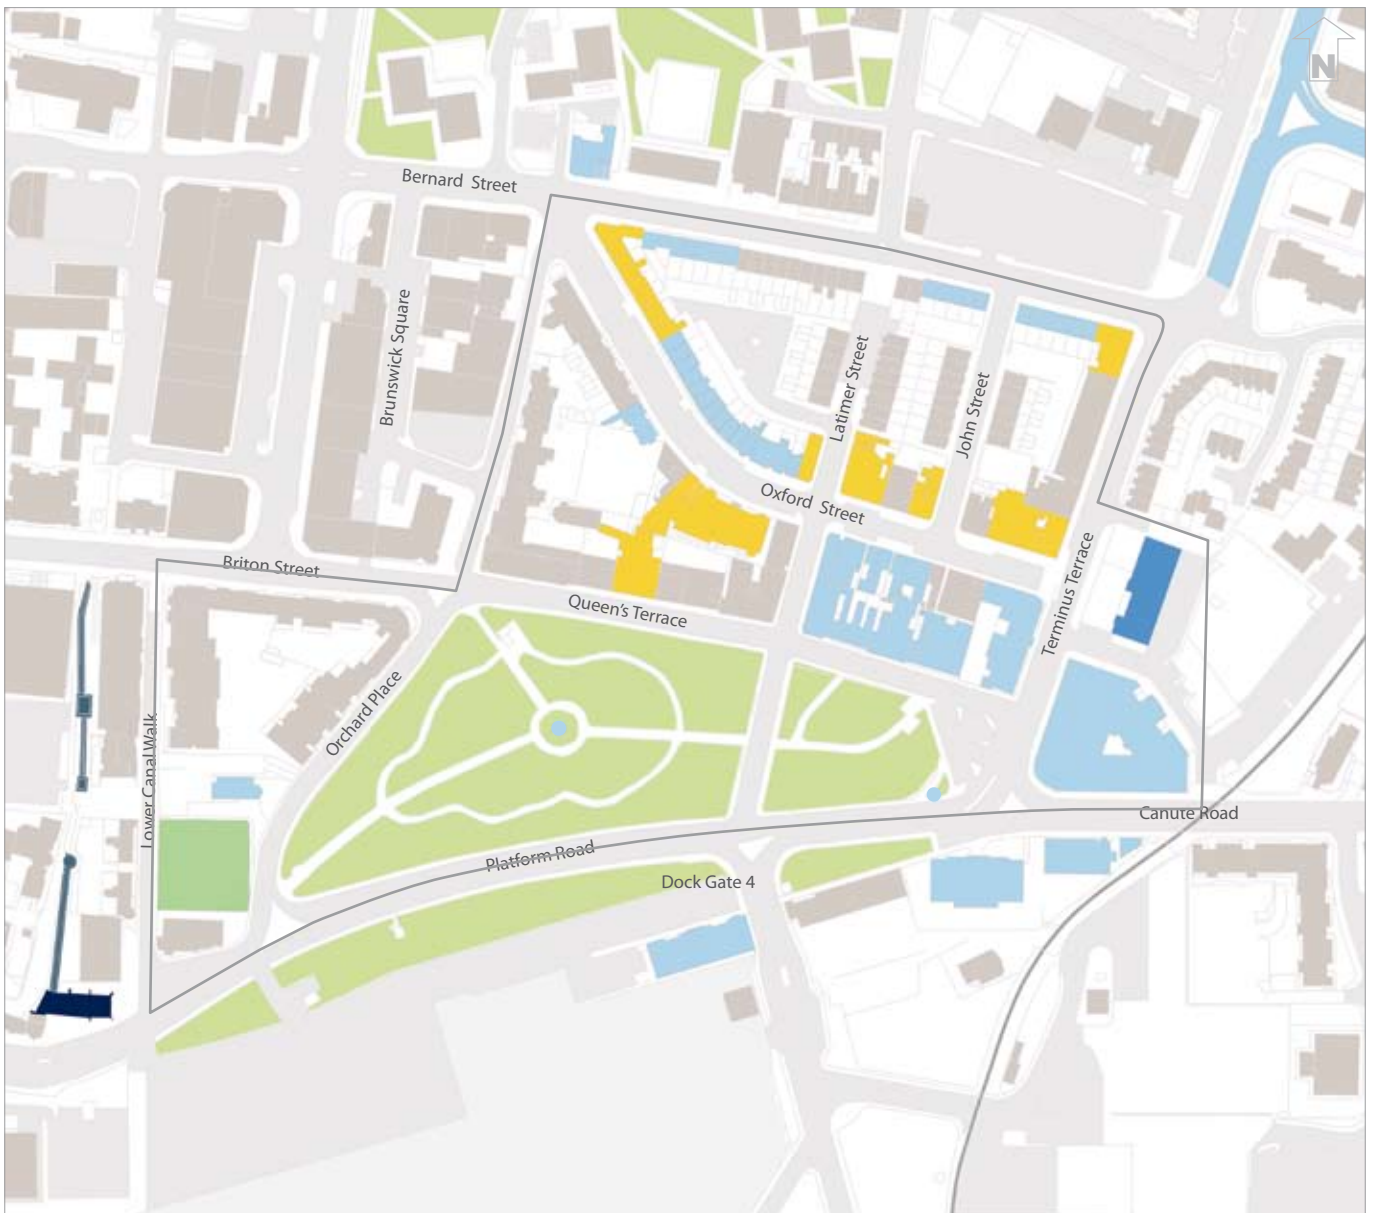 N
Bernard Street
Brunswick Square
Latimer Street
John Street
Oxford Street
Terminus Terrace
Briton Street
Queen's Terrace
Orchard Place
Lower Canal Walk
Canute Road
Platform Road
Dock Gate 4